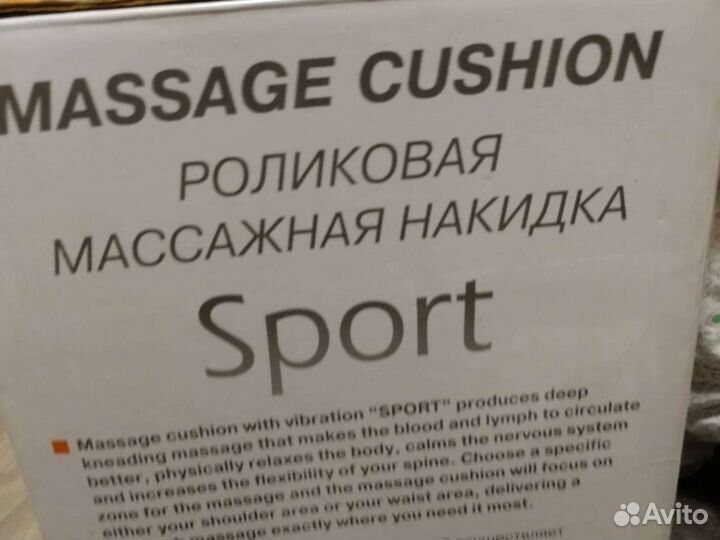 MASSAGE CUSHION
РОЛИКОВАЯ
МАССАЖНАЯ НАКИДКА
Sport
Massage cushion with vibration "SPORT" produces deep
kneading massage that makes the blood and lymph to circulate
better, physically relaxes the body, calms the nervous system
and increases the flexibility of your spine. Choose a specific
zone for the massage and the massage cushion will focus on
either your shoulder area or your waist area, delivering a
massage exactly where you need it most.
осуществляет
Avito